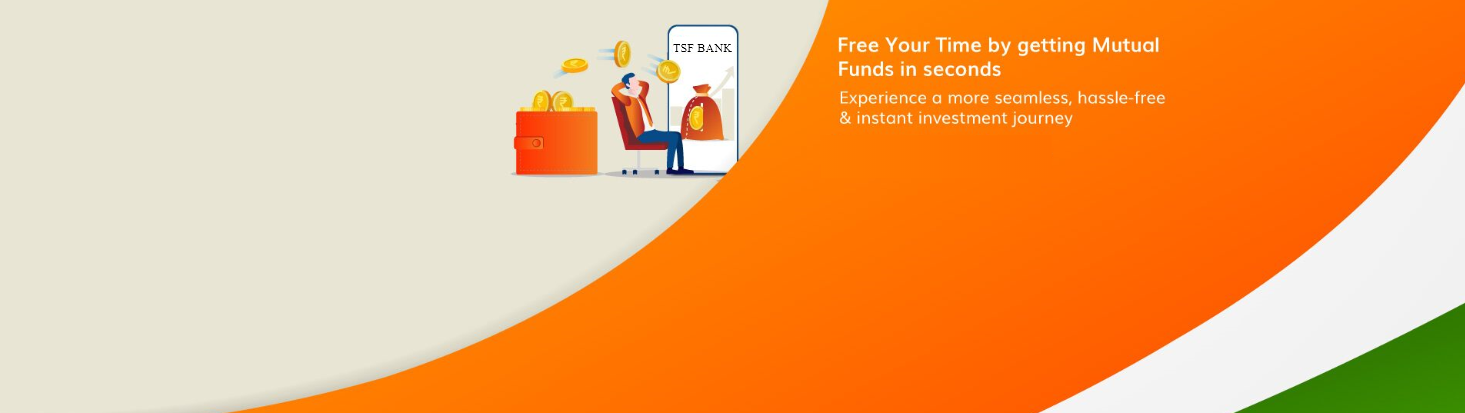 TSF BANK
Free Your Time by getting Mutual
Funds in seconds
Experience a more seamless, hassle-free
& instant investment journey